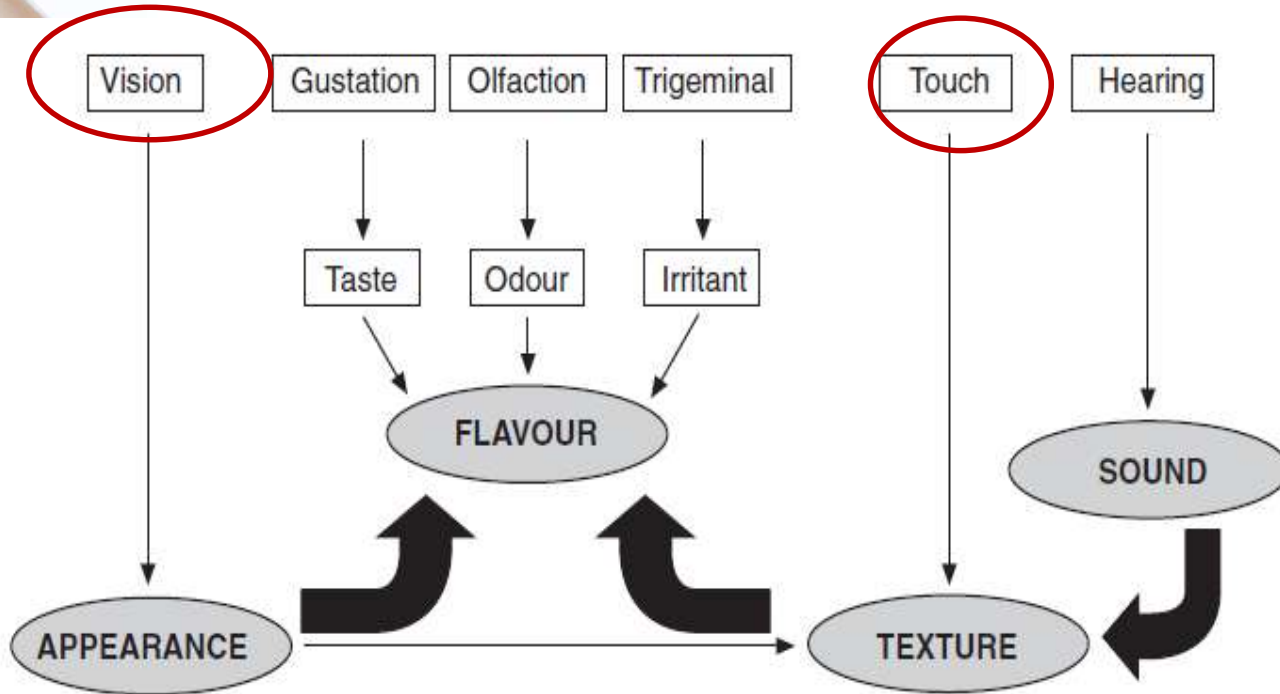 Vision
Gustation
Olfaction
Trigeminal
Touch
Hearing
Taste
Odour
Irritant
FLAVOUR
SOUND
APPEARANCE
TEXTURE